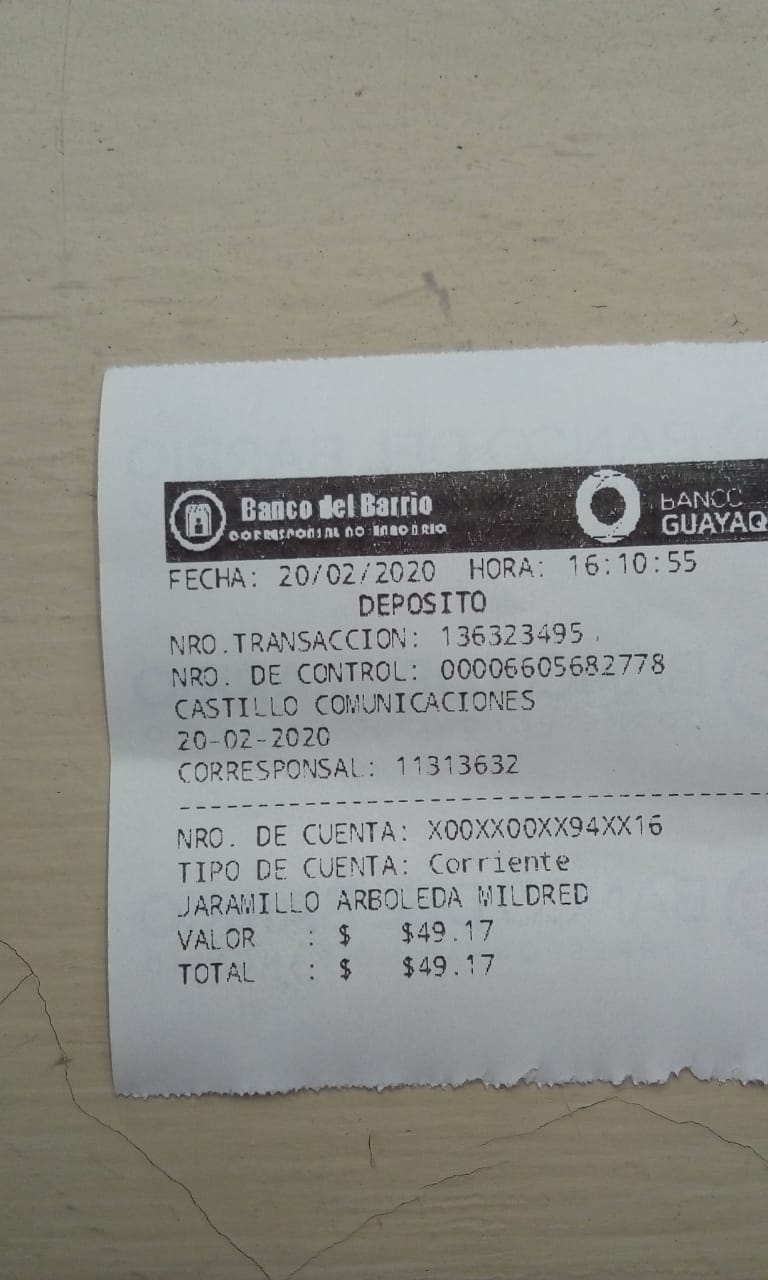 Banco del Barrio
CORRESPONSAL NO BANCARIO
BANCO
GUAYAQ
FECHA: 20/02/2020 HORA: 16:10:55
DEPOSITO
NRO.TRANSACCION: 136323495
NRO. DE CONTROL: 00006605682778
CASTILLO COMUNICACIONES
20-02-2020
CORRESPONSAL: 11313632
NRO. DE CUENTA: X00XX00XX94XX16
TIPO DE CUENTA: Corriente
JARAMILLO ARBOLEDA MILDRED
VALOR : $ $49.17
TOTAL : $ $49.17